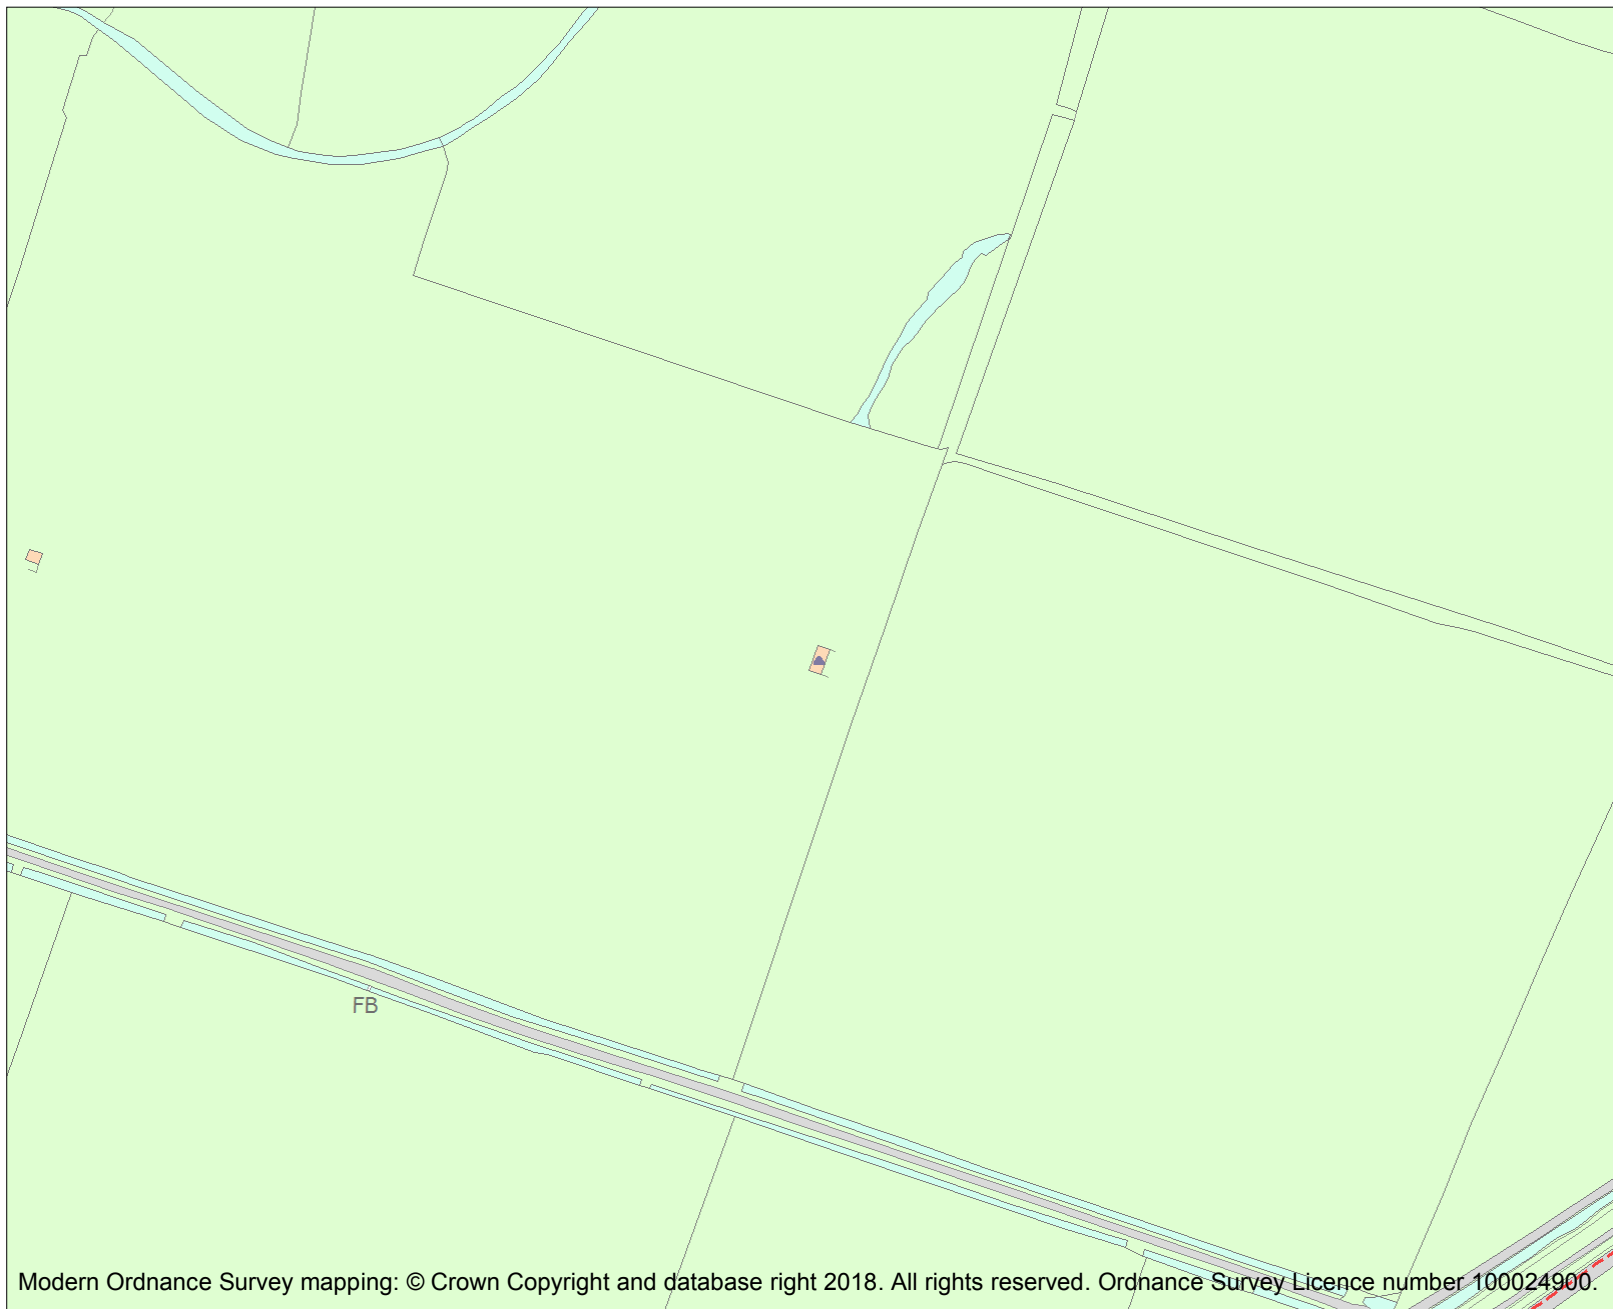 FB
Modern Ordnance Survey mapping: © Crown Copyright and database right 2018. All rights reserved. Ordnance Survey Licence number 100024900.